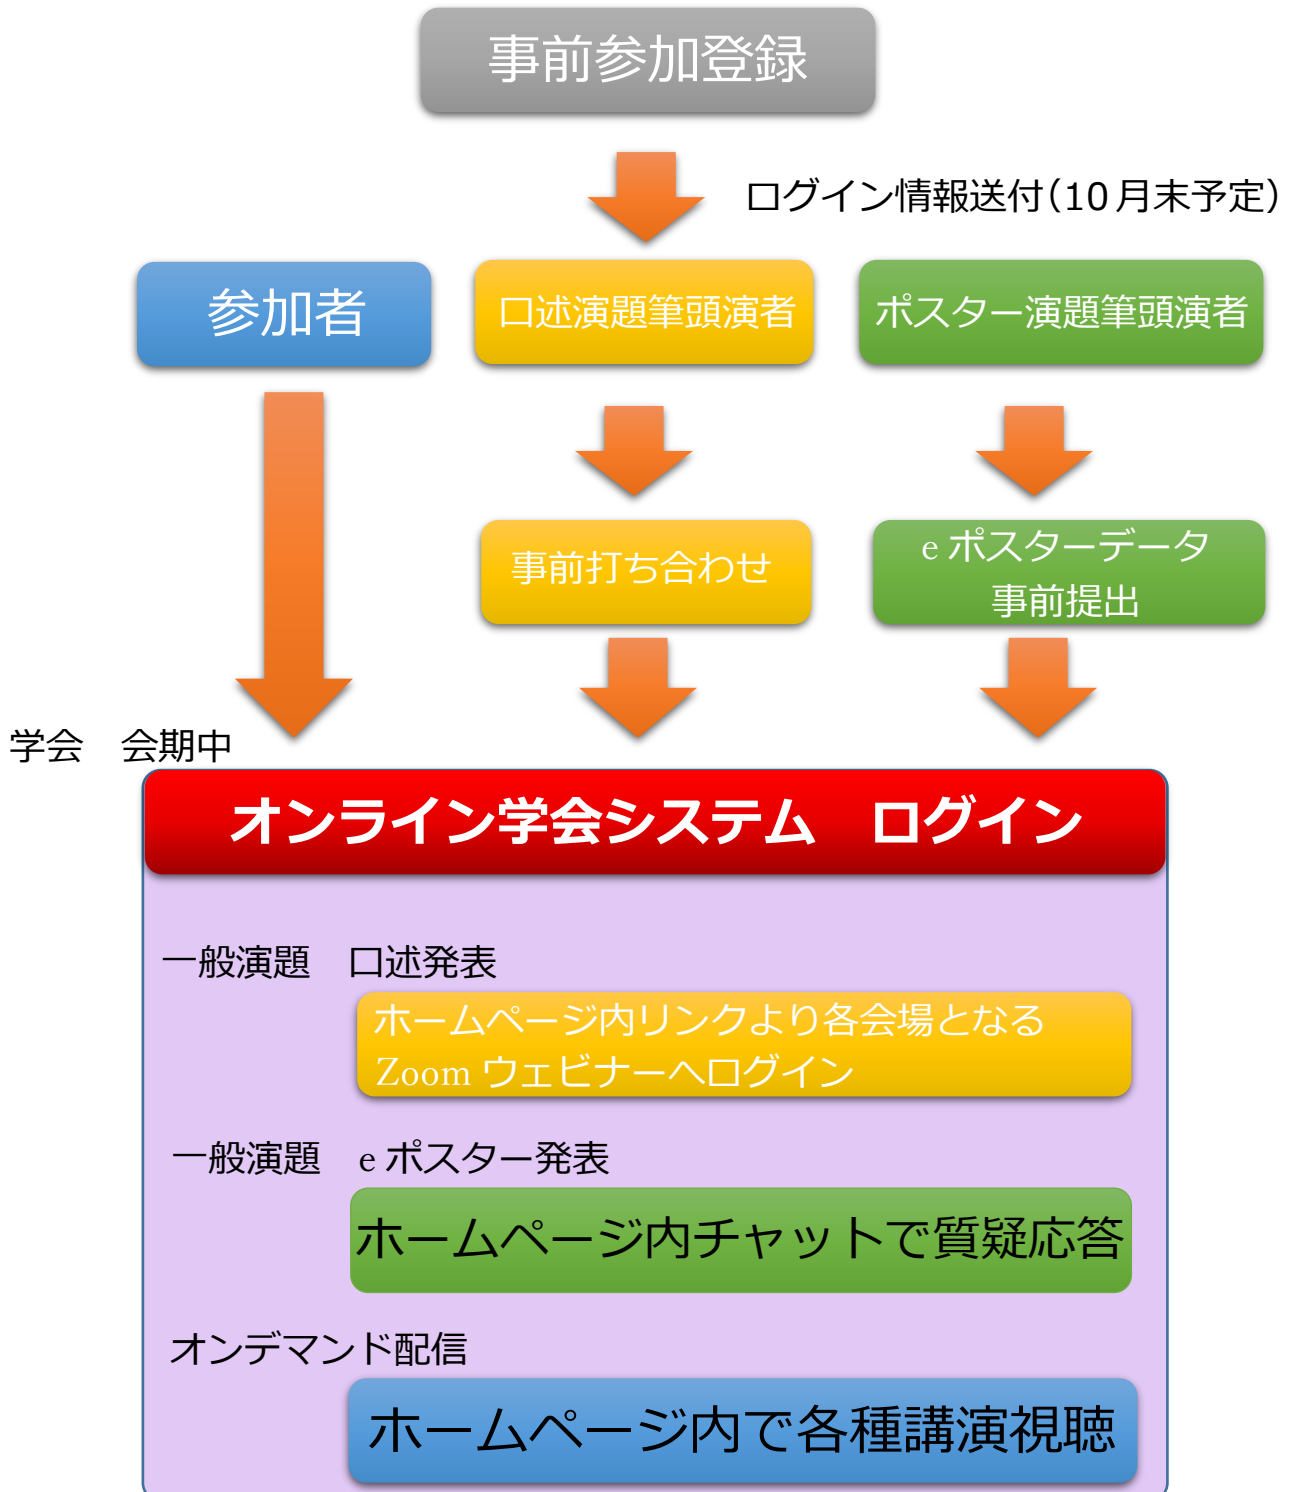 事前参加登録
ログイン情報送付(10月末予定)
参加者
口述演題筆頭演者
ポスター演題筆頭演者
事前打ち合わせ
e ポスターデータ
事前提出
学会　会期中
オンライン学会システム　ログイン
一般演題　口述発表
ホームページ内リンクより各会場となる
Zoom ウェビナーへログイン
一般演題　e ポスター発表
ホームページ内チャットで質疑応答
オンデマンド配信
ホームページ内で各種講演視聴